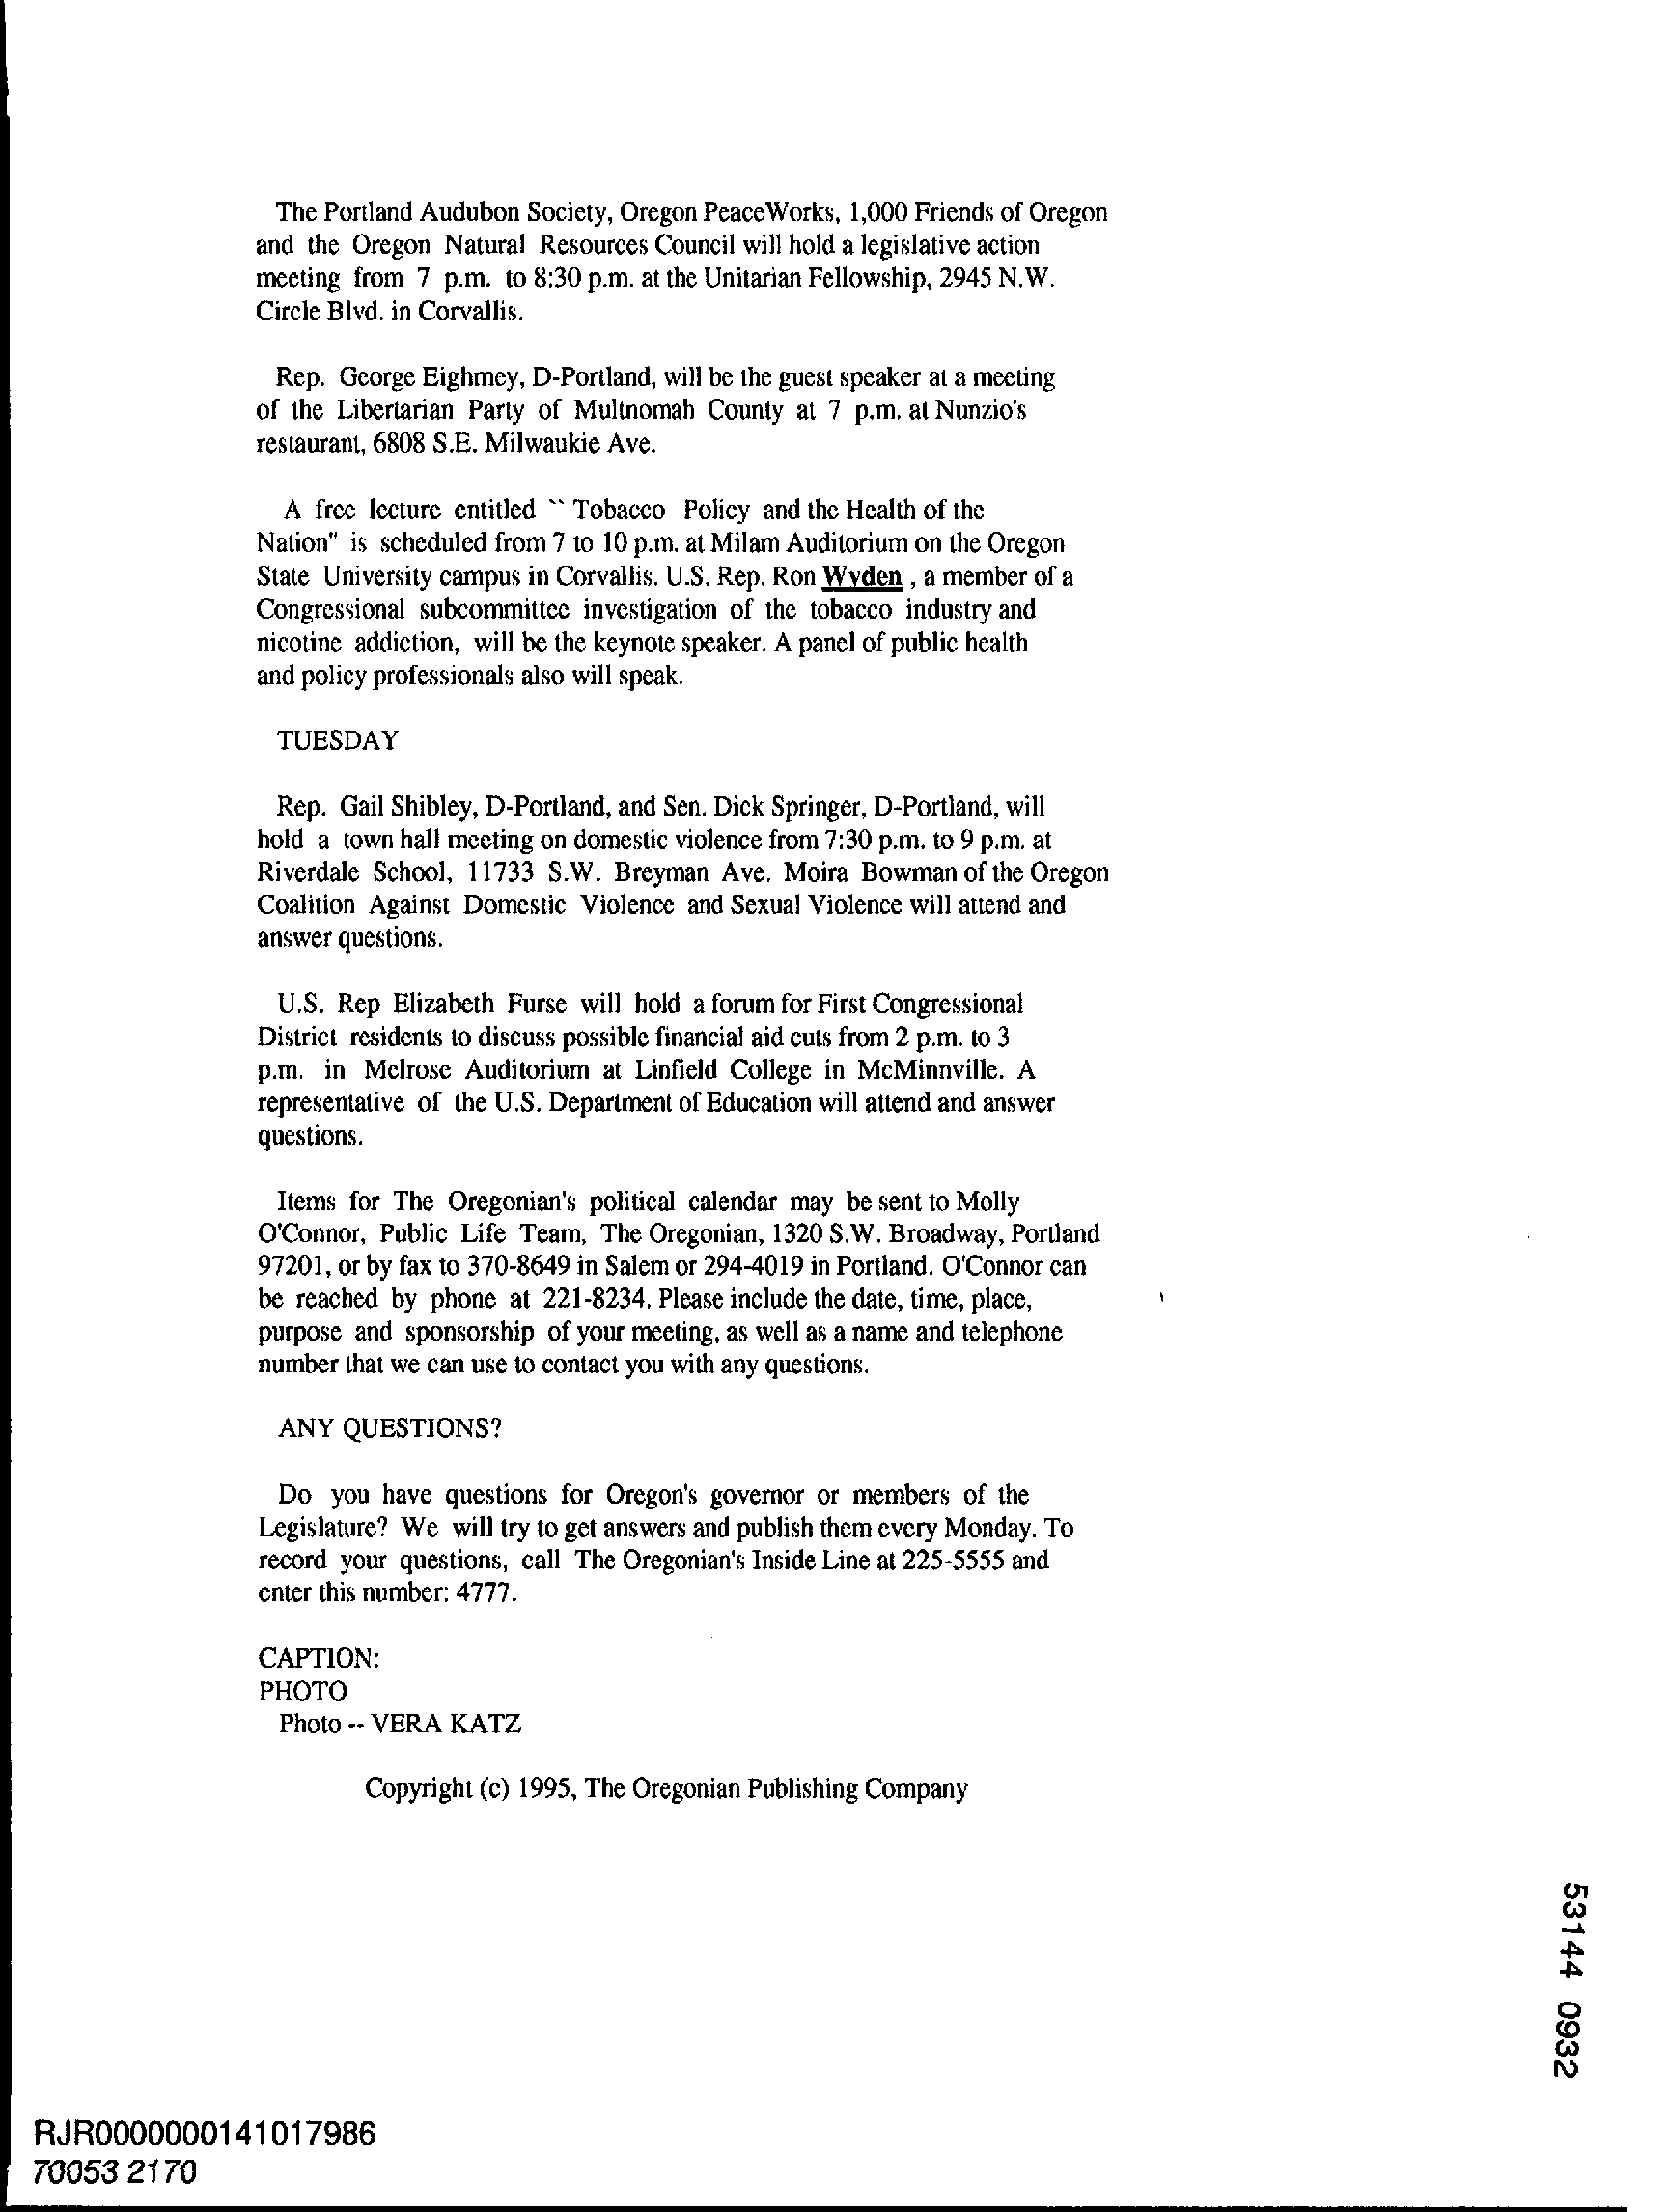 The Portland Audubon Society, Oregon PeaceWorks, 1,000 Friends of Oregon
and the Oregon Natural Resources Council will hold a legislative action
meeting from 7 p.m. to 8:30 p.m. at the Unitarian Fellowship, 2945 N.W.
Circle Blvd. in Corvallis.
Rep. George Eighmey, D-Portland, will be the guest speaker at a meeting
of the Libertarian Party of Multnomah County at 7 p.m. at Nunzio's
restaurant, 6808 S.E. Milwaukie Ave.
A free lecture entitled `` Tobacco Policy and the Health of the
Nation" is scheduled from 7 to 10 p.m. at Milam Auditorium on the Oregon
State University campus in Corvallis. U.S. Rep. Ron Wyden , a member of a
Congressional subcommittee investigation of the tobacco industry and
nicotine addiction, will be the keynote speaker. A panel of public health
and policy professionals also will speak.
TUESDAY
Rep. Gail Shibley, D-Portland, and Sen. Dick Springer, D-Portland, will
hold a town hall meeting on domestic violence from 7:30 p.m. to 9 p.m. at
Riverdale School, 11733 S.W. Breyman Ave. Moira Bowman of the Oregon
Coalition Against Domestic Violence and Sexual Violence will attend and
answer questions.
U.S. Rep Elizabeth Furse will hold a forum for First Congressional
District residents to discuss possible financial aid cuts from 2 p.m. to 3
p.m. in Melrose Auditorium at Linfield College in McMinnville. A
representative of the U.S. Department of Education will attend and answer
questions.
Items for The Oregonian's political calendar may be sent to Molly
O'Connor, Public Life Team, The Oregonian, 1320 S.W. Broadway, Portland
97201, or by fax to 370-8649 in Salem or 294-4019 in Portland. O'Connor can
be reached by phone at 221-8234. Please include the date, time, place,
purpose and sponsorship of your meeting, as well as a name and telephone
number that we can use to contact you with any questions.
ANY QUESTIONS?
Do you have questions for Oregon's governor or members of the
Legislature? We will try to get answers and publish them every Monday. To
record your questions, call The Oregonian's Inside Line at 225-5555 and
enter this number: 4777.
CAPTION:
PHOTO
Photo -- VERA KATZ
Copyright (c) 1995, The Oregonian Publishing Company
53144 0932
RJR0000000141017986
70053 2170